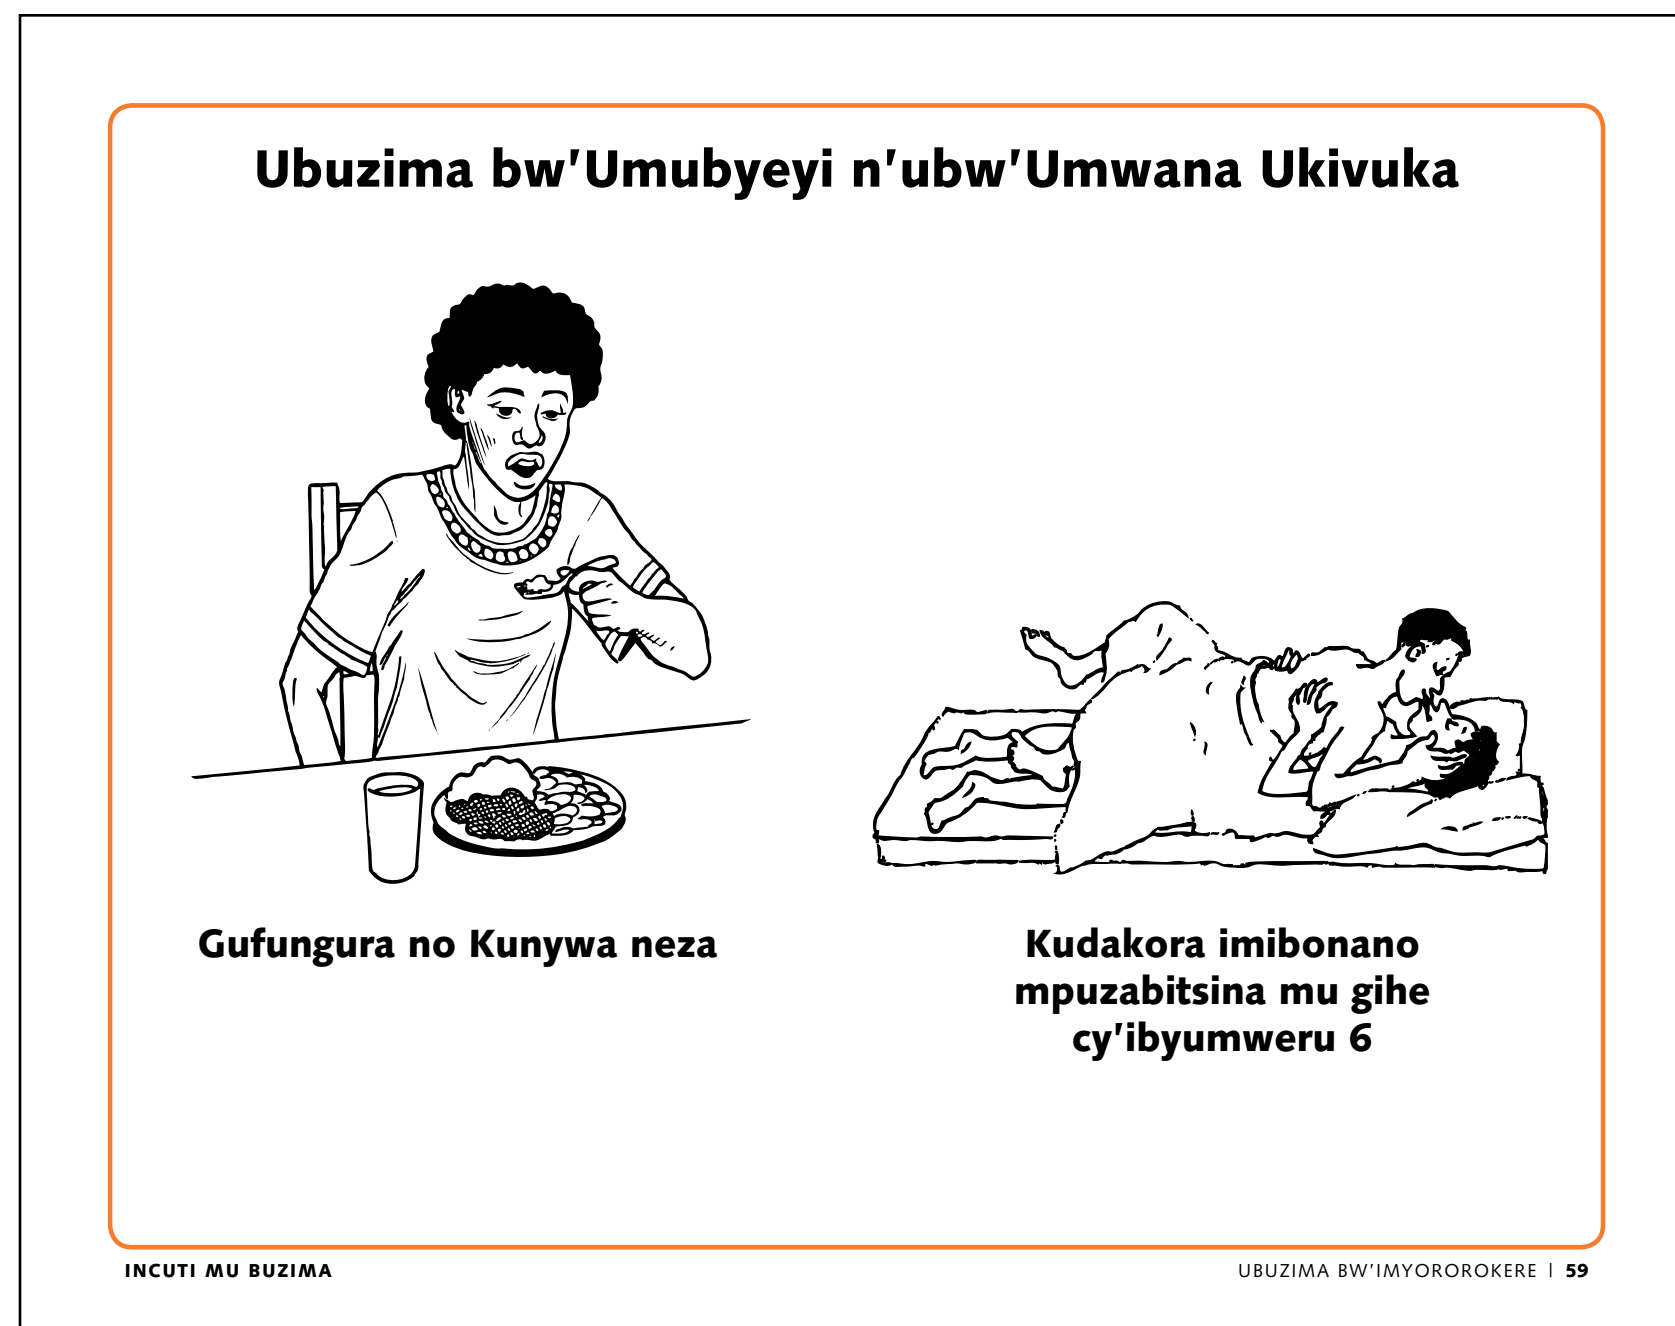 Ubuzima bw'Umubyeyi n'ubw'Umwana Ukivuka
Gufungura no Kunywa neza
Kudakora imibonano
mpuzabitsina mu gihe
cy'ibyumweru 6
INCUTI MU BUZIMA
UBUZIMA BW'IMYOROROKERE | 59